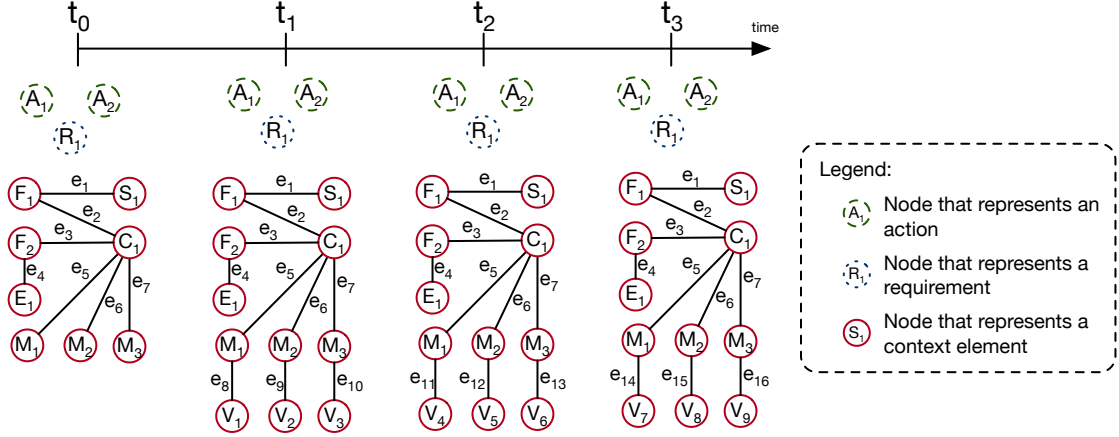 t0 t1 t2 t3 time
A1 A2 A1 A2 A1 A2 A1 A2
R1 R1 R1 R1
F1 e1 S1 F1 e1 S1 F1 e1 S1 F1 e1 S1
e2 e2 e2 e2
F2 e3 C1 F2 e3 C1 F2 e3 C1 F2 e3 C1
e4 e5 e7 e4 e5 e7 e4 e5 e7 e4 e5 e7
E1 e6 E1 e6 E1 e6 E1 e6
M1 M2 M3 M1 M2 M3 M1 M2 M3 M1 M2 M3
e8 e9 e10 e11 e12 e13 e14 e15 e16
V1 V2 V3 V4 V5 V6 V7 V8 V9
Legend:
A1 Node that represents an
action
R1 Node that represents a
requirement
S1 Node that represents a
context element